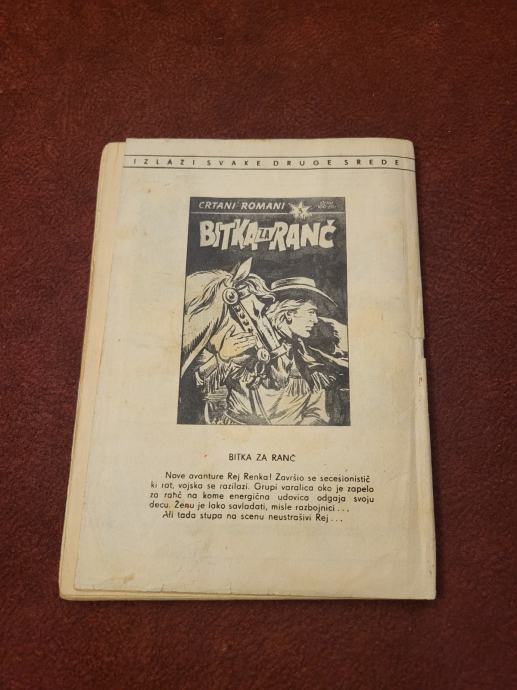 IZLAZI SVAKE DRUGE SREDE
CRTANI ROMANI
BITKA ZA RANČ
BITKA ZA RANČ
Nove avanture Rej Renka! Završio se secesionistič
ki rat, vojska se razilazi. Grupi varalica oko je zapelo
za ranč na kome energična udovica odgaja svoju
decu. Ženu je lako savladati, misle razbojnici...
Ali tada stupa na scenu neustrašivi Rej...